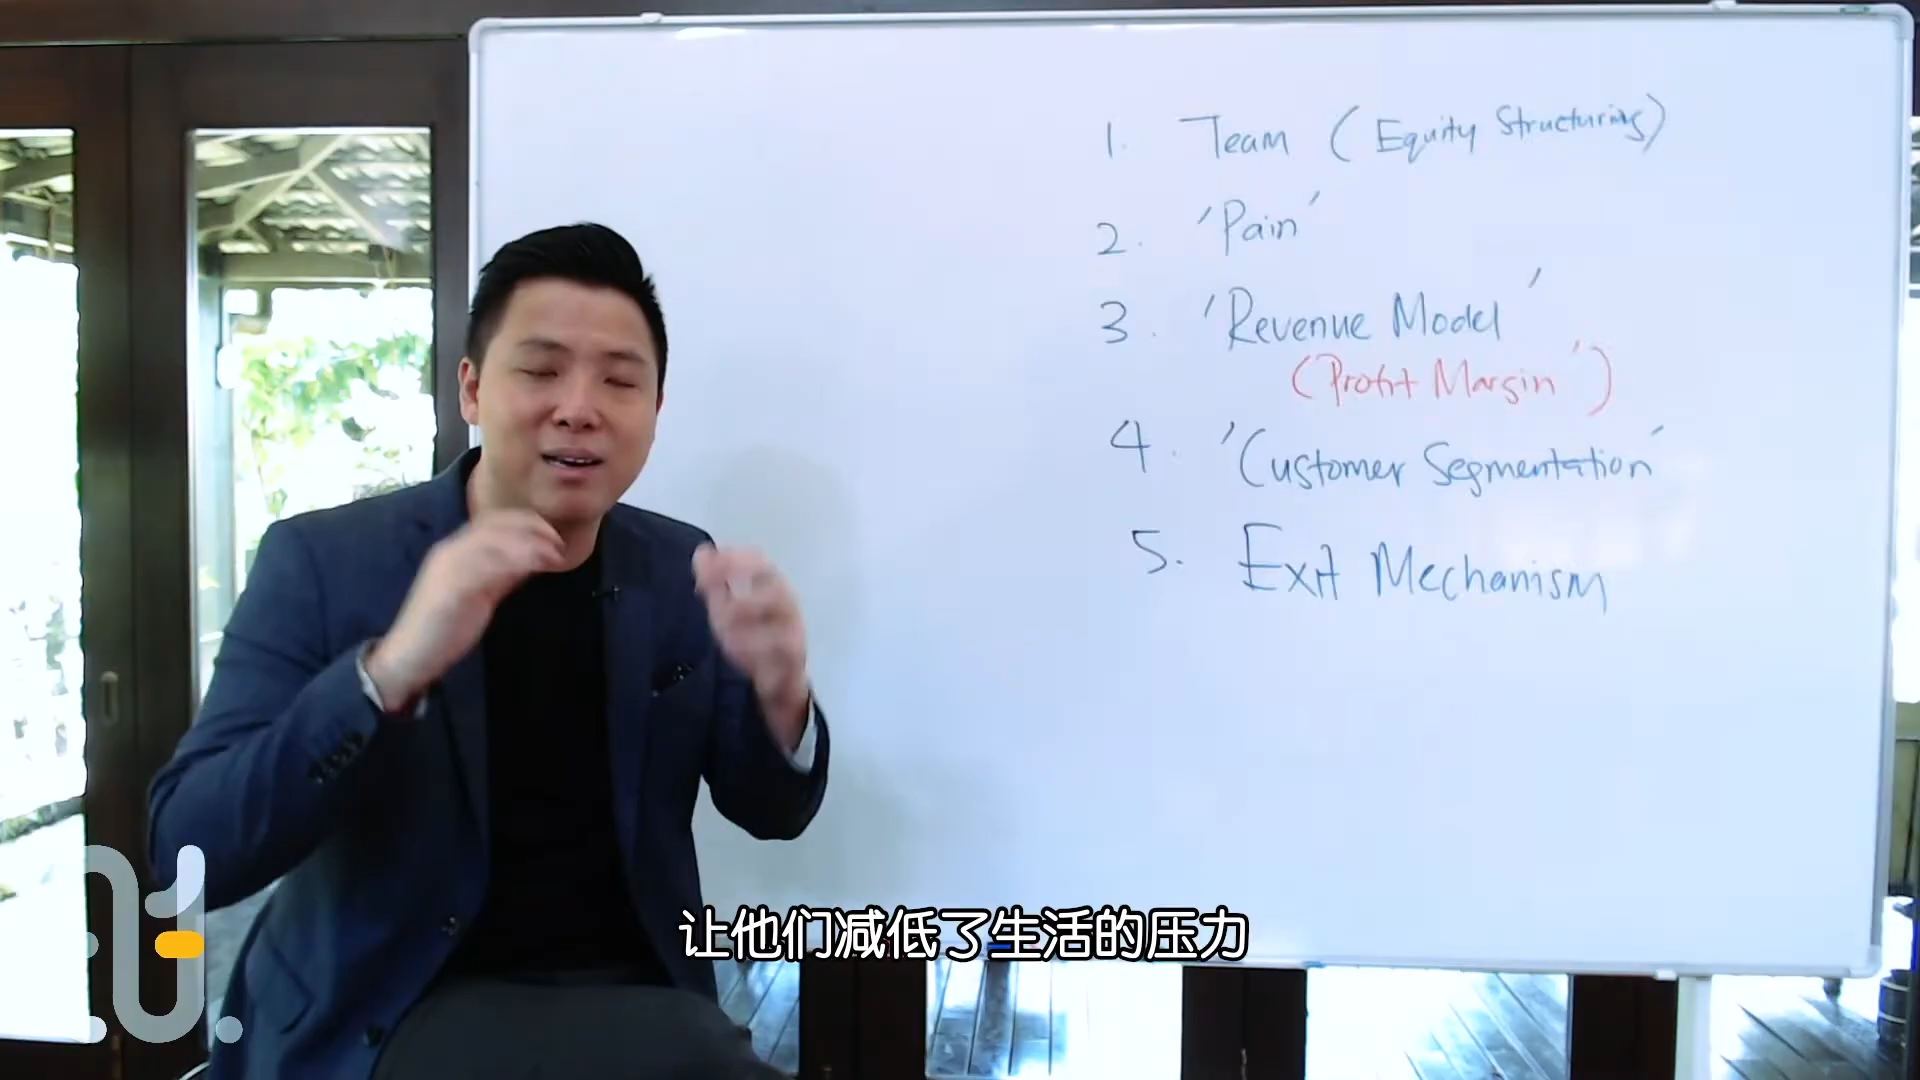 1. Team (Equity Structuring)
2. 'Pain'
3. 'Revenue Model'
(Profit Margin')
4. 'Customer Segmentation'
5. Exit Mechanism
让他们减低了生活的压力